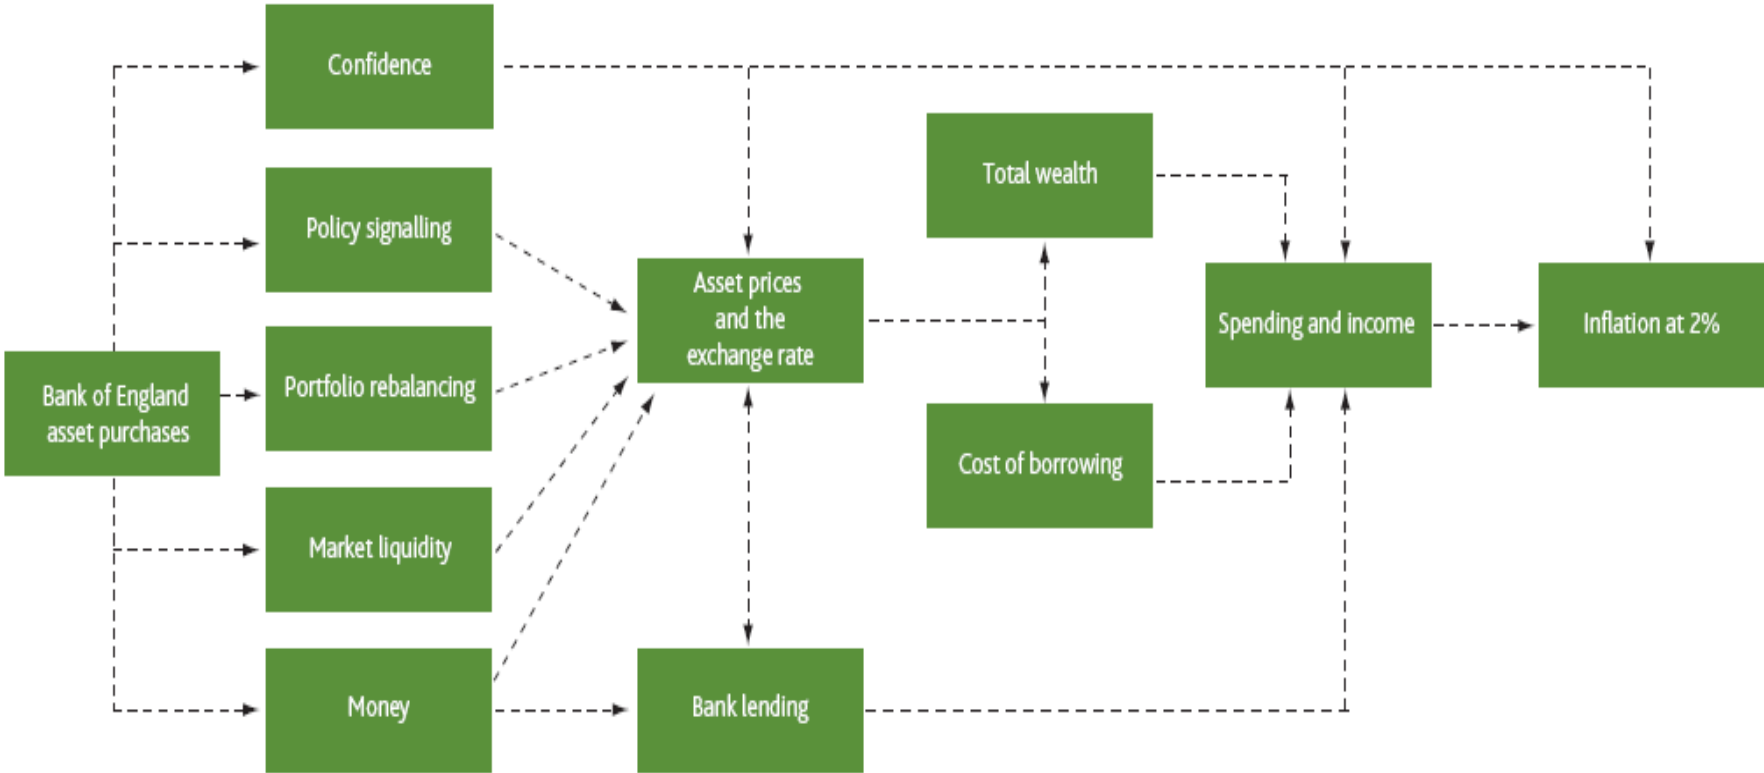 Confidence
Policy signalling
Portfolio rebalancing
Bank of England
asset purchases
Market liquidity
Money
Asset prices
and the
exchange rate
Bank lending
Total wealth
Cost of borrowing
Spending and income
Inflation at 2%